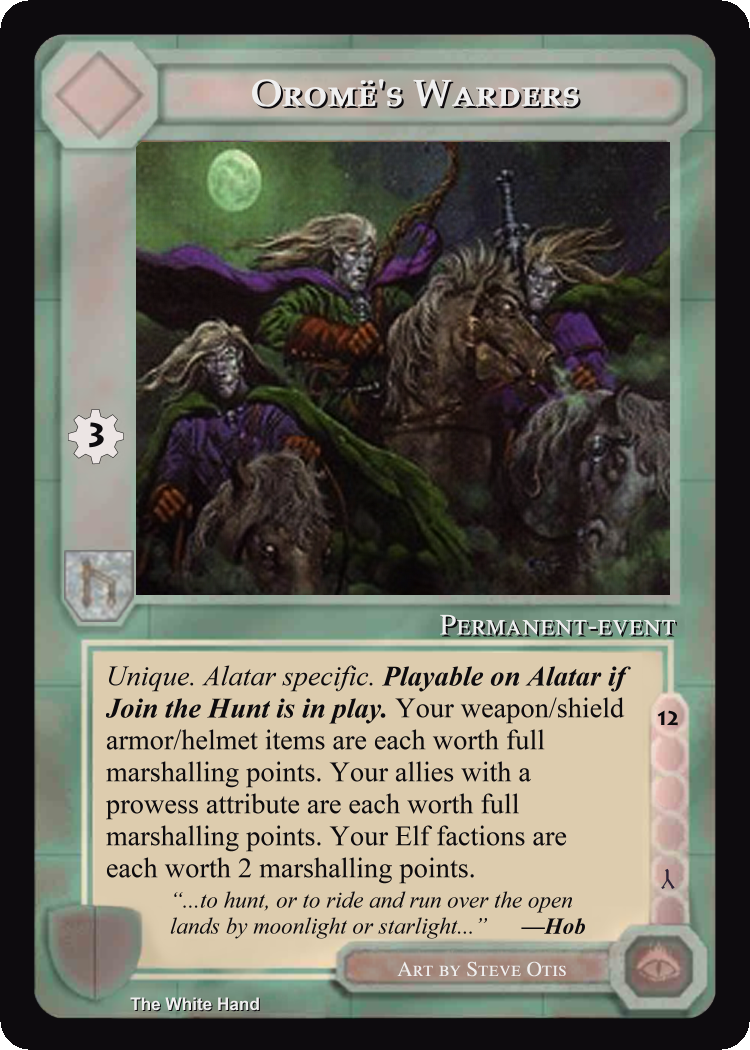 Oromë's Warders
3
Permanent-event
Unique. Alatar specific. Playable on Alatar if
Join the Hunt is in play. Your weapon/shield
armor/helmet items are each worth full
marshalling points. Your allies with a
prowess attribute are each worth full
marshalling points. Your Elf factions are
each worth 2 marshalling points.
“...to hunt, or to ride and run over the open
lands by moonlight or starlight...” —Hob
12
Art by Steve Otis
The White Hand